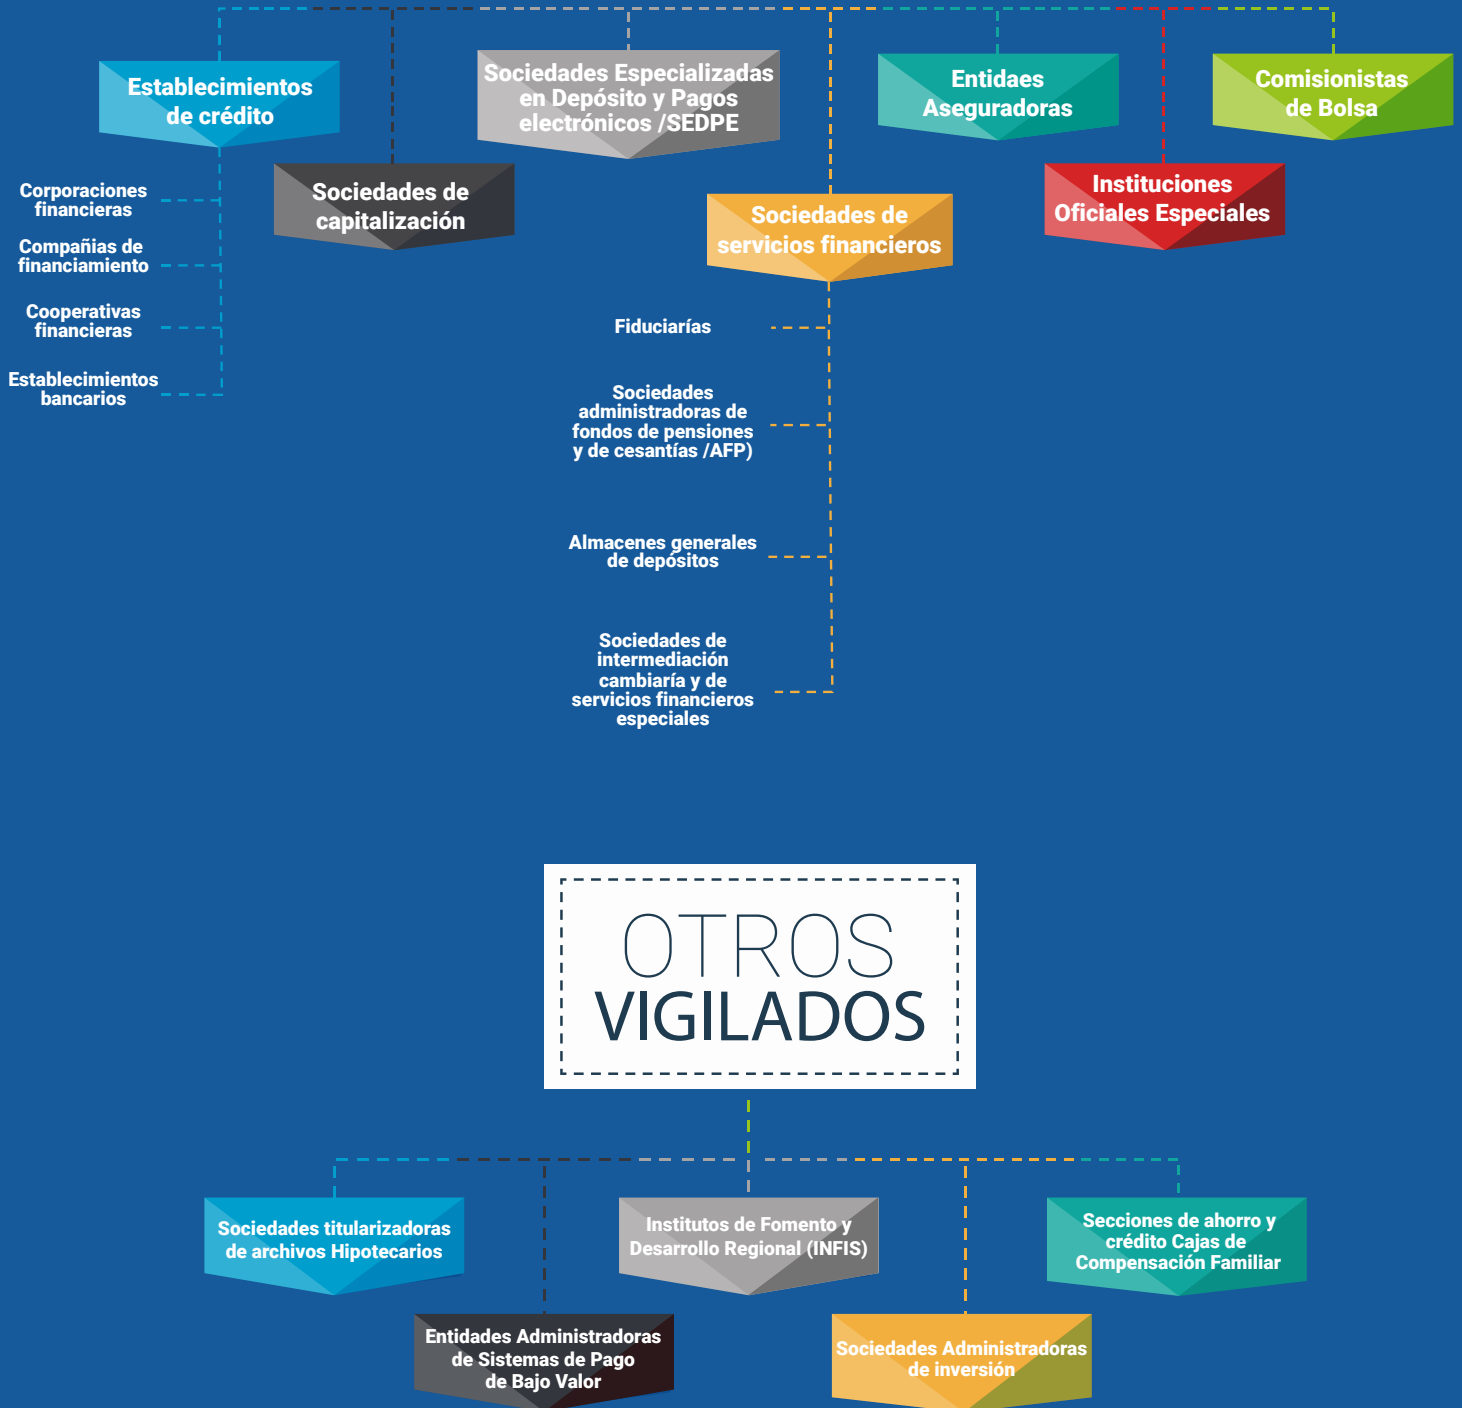 Establecimientos
de crédito
Corporaciones
financieras
Compañias de
financiamiento
Cooperativas
financieras
Establecimientos
bancarios
Sociedades de
capitalización
Sociedades Especializadas
en Depósito y Pagos
electrónicos /SEDPE
Sociedades de
servicios financieros
Fiduciarías
Sociedades
administradoras de
fondos de pensiones
y de cesantías /AFP)
Almacenes generales
de depósitos
Sociedades de
intermediación
cambiaría y de
servicios financieros
especiales
Entidaes
Aseguradoras
Instituciones
Oficiales Especiales
Comisionistas
de Bolsa
OTROS
VIGILADOS
Sociedades titularizadoras
de archivos Hipotecarios
Entidades Administradoras
de Sistemas de Pago
de Bajo Valor
Institutos de Fomento y
Desarrollo Regional (INFIS)
Sociedades Administradoras
de inversión
Secciones de ahorro y
crédito Cajas de
Compensación Familiar